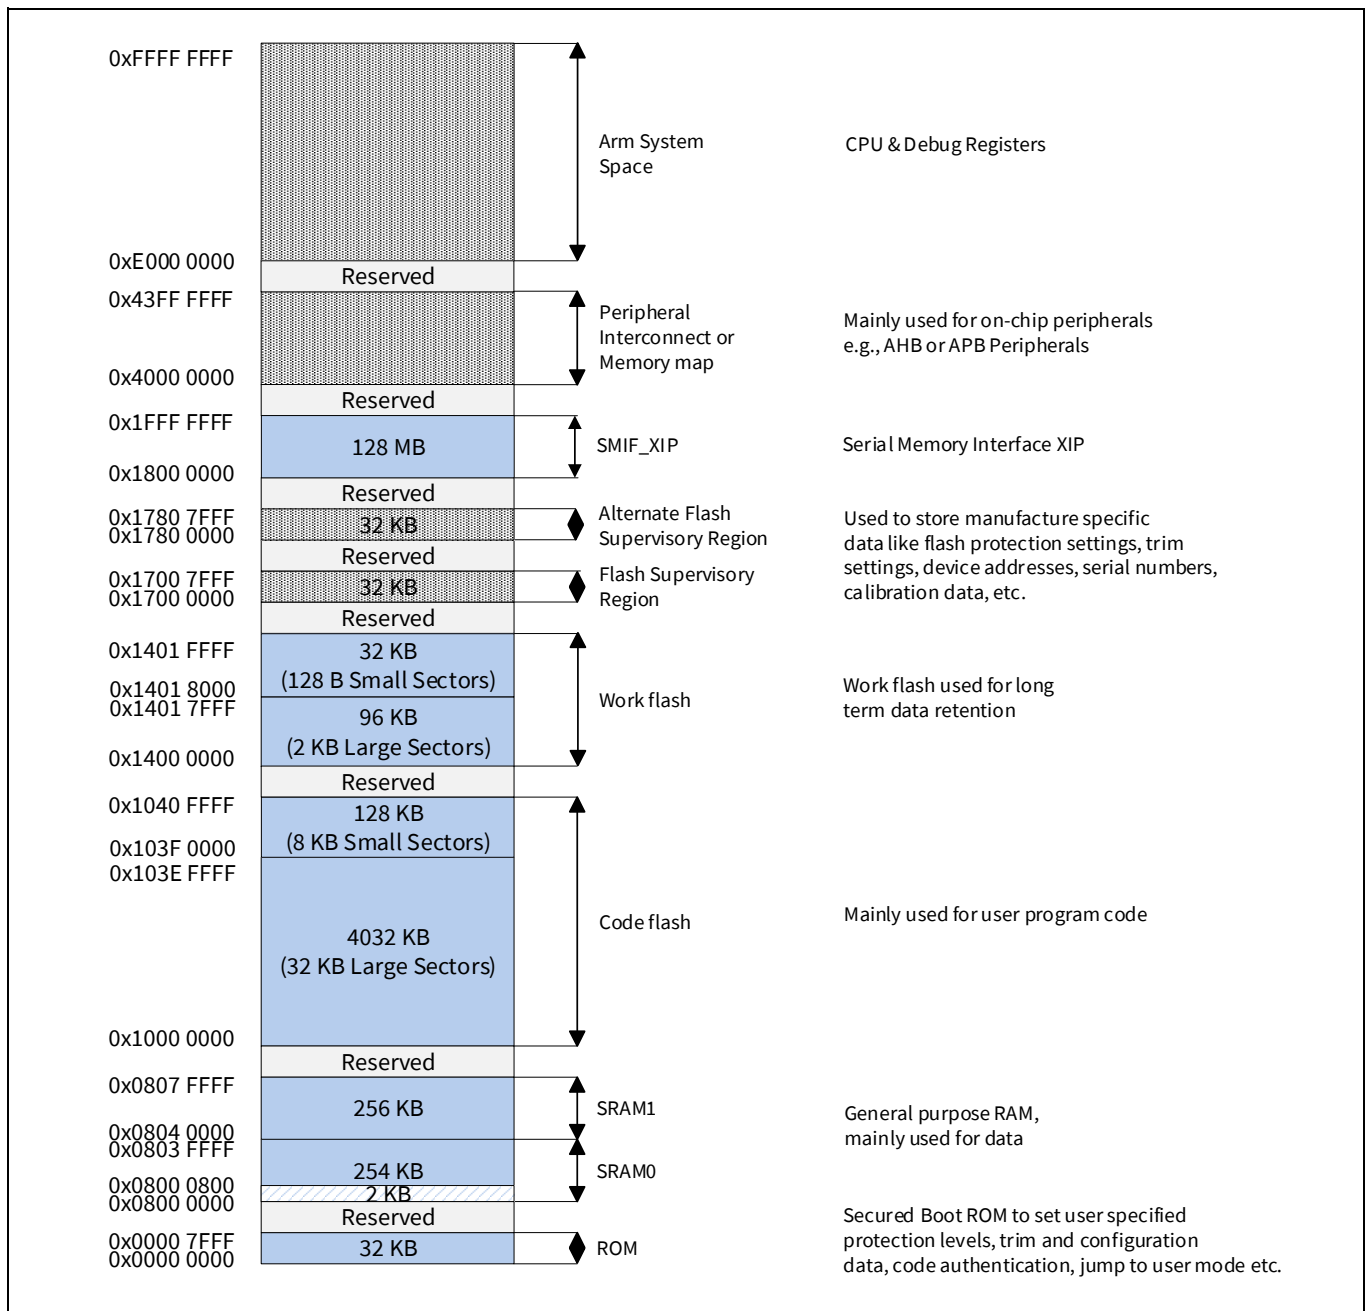 0xFFFF FFFF
Arm System
Space
CPU & Debug Registers
0xE000 0000
Reserved
0x43FF FFFF
Peripheral
Interconnect or
Memory map
Mainly used for on-chip peripherals
e.g., AHB or APB Peripherals
0x4000 0000
Reserved
0x1FFF FFFF
128 MB
SMIF_XIP
Serial Memory Interface XIP
0x1800 0000
Reserved
0x1780 7FFF
32 KB
0x1780 0000
Alternate Flash
Supervisory Region
Used to store manufacture specific
data like flash protection settings, trim
settings, device addresses, serial numbers,
calibration data, etc.
Reserved
0x1700 7FFF
32 KB
0x1700 0000
Flash Supervisory
Region
Reserved
0x1401 FFFF
32 KB
(128 B Small Sectors)
0x1401 8000
0x1401 7FFF
96 KB
(2 KB Large Sectors)
0x1400 0000
Work flash
Work flash used for long
term data retention
Reserved
0x1040 FFFF
128 KB
(8 KB Small Sectors)
0x103F 0000
0x103E FFFF
4032 KB
(32 KB Large Sectors)
0x1000 0000
Code flash
Mainly used for user program code
Reserved
0x0807 FFFF
256 KB
SRAM1
0x0804 0000
General purpose RAM,
mainly used for data
0x0803 FFFF
254 KB
SRAM0
0x0800 0800
2 KB
0x0800 0000
Reserved
0x0000 7FFF
32 KB
0x0000 0000
ROM
Secured Boot ROM to set user specified
protection levels, trim and configuration
data, code authentication, jump to user mode etc.